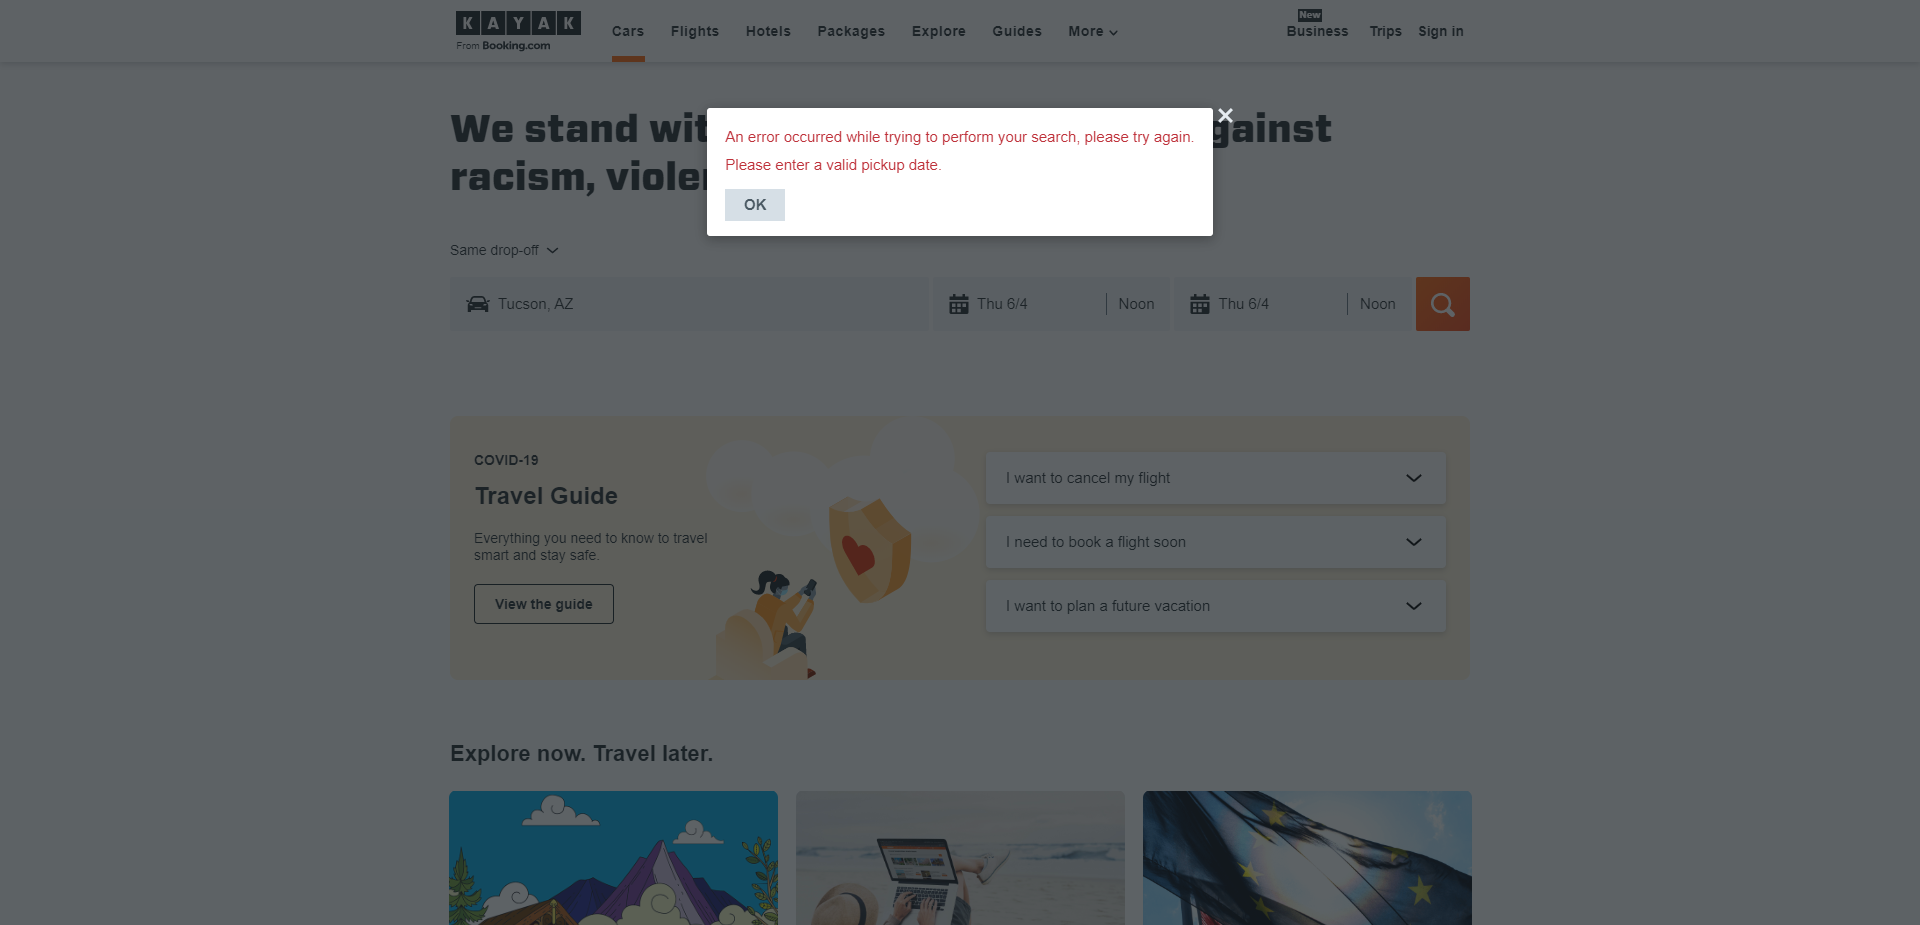 KAYAK
From Booking.com
Cars Flights Hotels Packages Explore Guides More
New
Business Trips Sign in
We stand gainst
racism,
An error occurred while trying to perform your search, please try again.
Please enter a valid pickup date.
OK
Same drop-off
Tucson, AZ Thu 6/4 Noon Thu 6/4 Noon
COVID-19
Travel Guide
Everything you need to know to travel
smart and stay safe.
View the guide
I want to cancel my flight
I need to book a flight soon
I want to plan a future vacation
Explore now. Travel later.